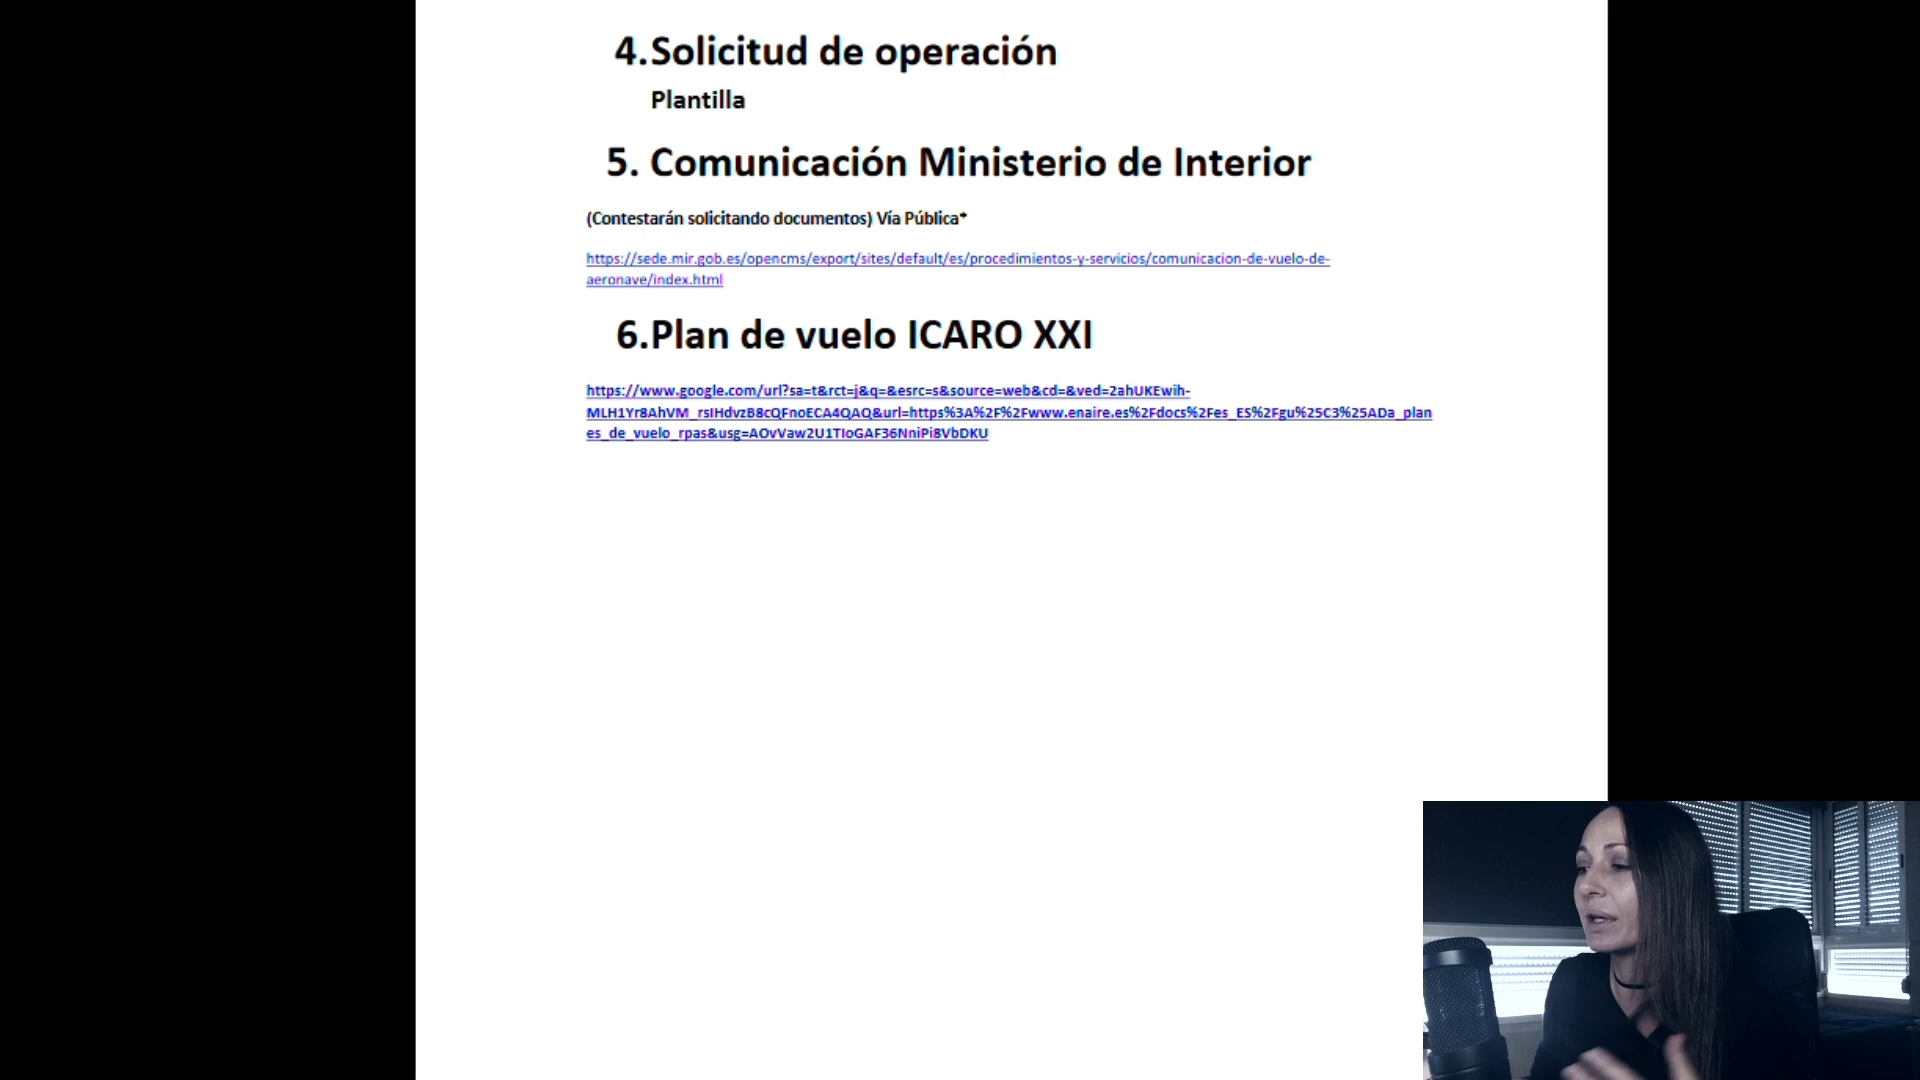 4.Solicitud de operación
Plantilla
5. Comunicación Ministerio de Interior
(Contestarán solicitando documentos) Vía Pública*
https://sede.mir.gob.es/opencms/export/sites/default/es/procedimientos-y-servicios/comunicacion-de-vuelo-de-
aeronave/index.html
6.Plan de vuelo ICARO XXI
https://www.google.com/url?sa=t&rct=j&q=&esrc=s&source=web&cd=&ved=2ahUKEwih-
MLH1Yr8AhVM_rsIHdvzB8cQFnoECA4QAQ&url=https%3A%2F%2Fwww.enaire.es%2Fdocs%2Fes_ES%2Fgu%25C3%25ADa_plan
es_de_vuelo_rpas&usg=AOvVaw2U1TIoGAF36NniPi8VbDKU